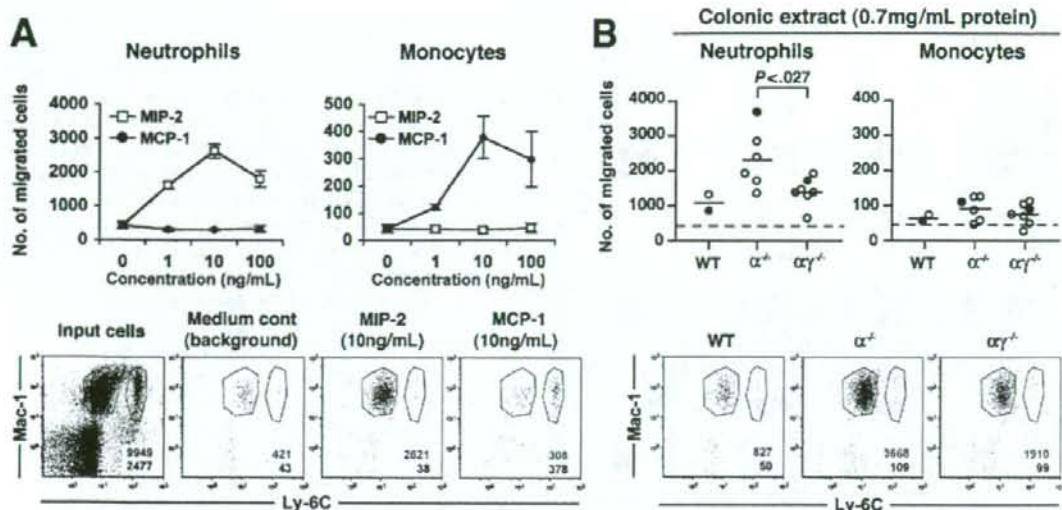 A
Neutrophils
Monocytes
No. of migrated cells
4000
3000
2000
1000
0
MIP-2
MCP-1
0 1 10 100
Concentration (ng/mL)
500
400
300
200
100
0
MIP-2
MCP-1
0 1 10 100
Concentration (ng/mL)
Input cells
Medium cont
(background)
MIP-2
(10ng/mL)
MCP-1
(10ng/mL)
Mac-1
9949
2477
421
43
2621
38
308
378
Ly-6C
B
Colonic extract (0.7mg/mL protein)
Neutrophils
Monocytes
P<.027
No. of migrated cells
4000
3000
2000
1000
0
WT α-/- αγ-/-
400
300
200
100
0
WT α-/- αγ-/-
WT
α-/-
αγ-/-
Mac-1
827
50
3668
109
1910
99
Ly-6C